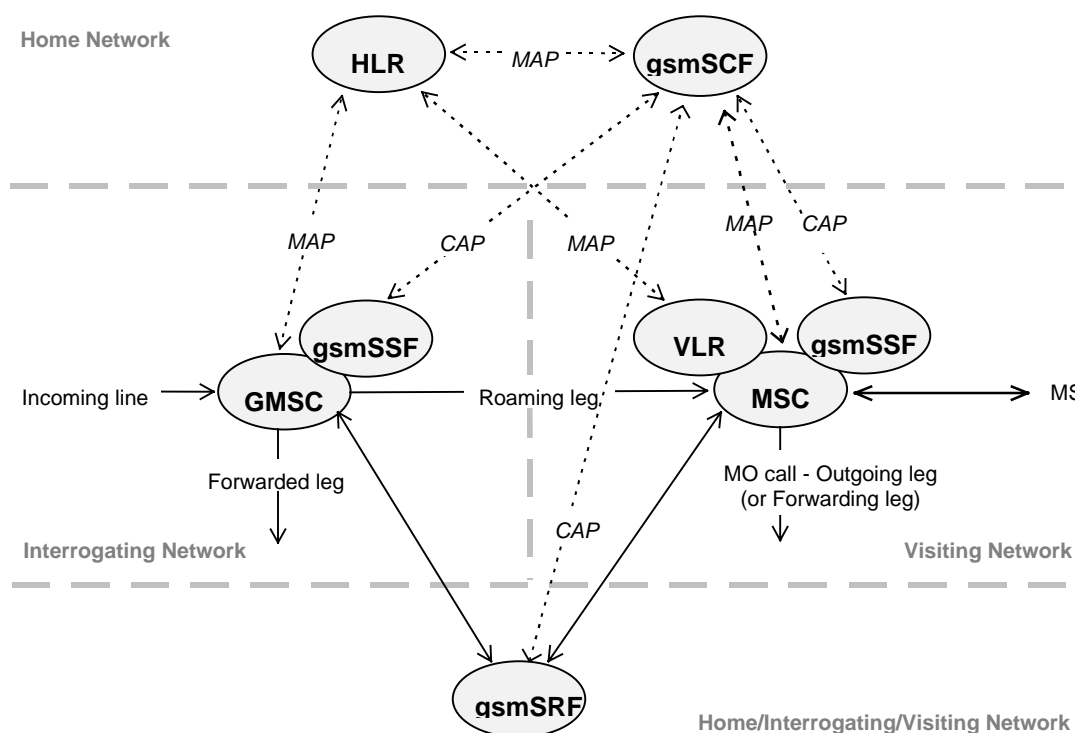 Home Network
HLR
MAP
gsmSCF
MAP
CAP
MAP
MAP
CAP
gsmSSF
VLR
gsmSSF
Incoming line
GMSC
Roaming leg
MSC
MS
Forwarded leg
MO call - Outgoing leg
(or Forwarding leg)
CAP
Interrogating Network
Visiting Network
gsmSRF
Home/Interrogating/Visiting Network